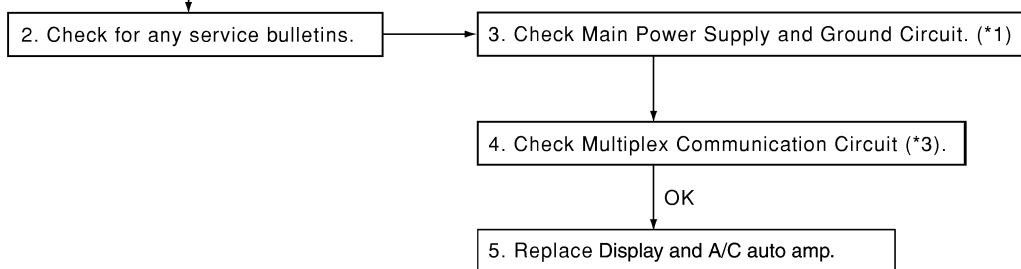 2. Check for any service bulletins.
3. Check Main Power Supply and Ground Circuit. (*1)
4. Check Multiplex Communication Circuit (*3).
OK
5. Replace Display and A/C auto amp.